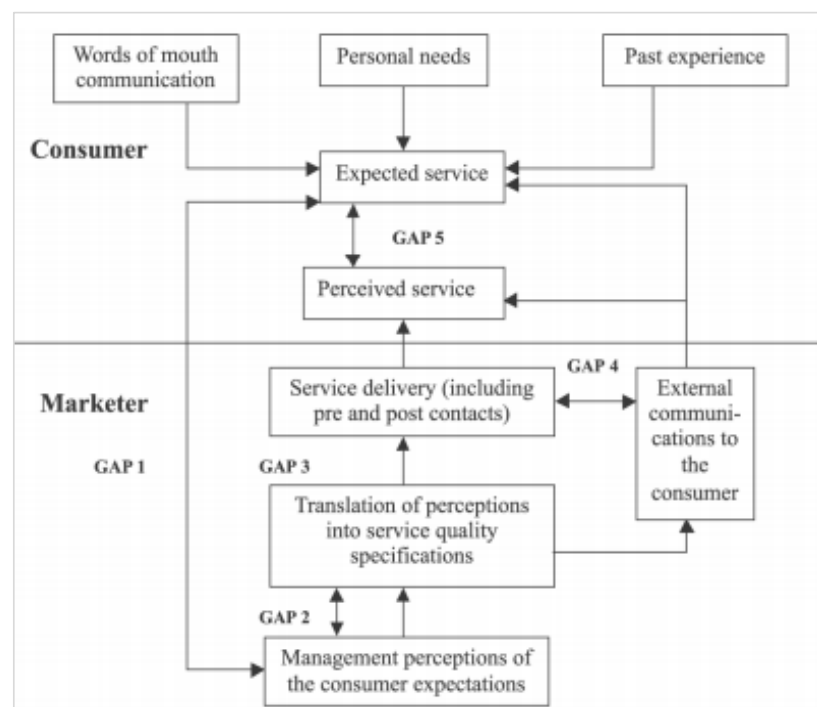 Words of mouth
communication
Personal needs
Past experience
Consumer
Expected service
GAP 5
Perceived service
Marketer
Service delivery (including
pre and post contacts)
GAP 4
External
communi-
cations to
the
consumer
GAP 1
GAP 3
Translation of perceptions
into service quality
specifications
GAP 2
Management perceptions of
the consumer expectations